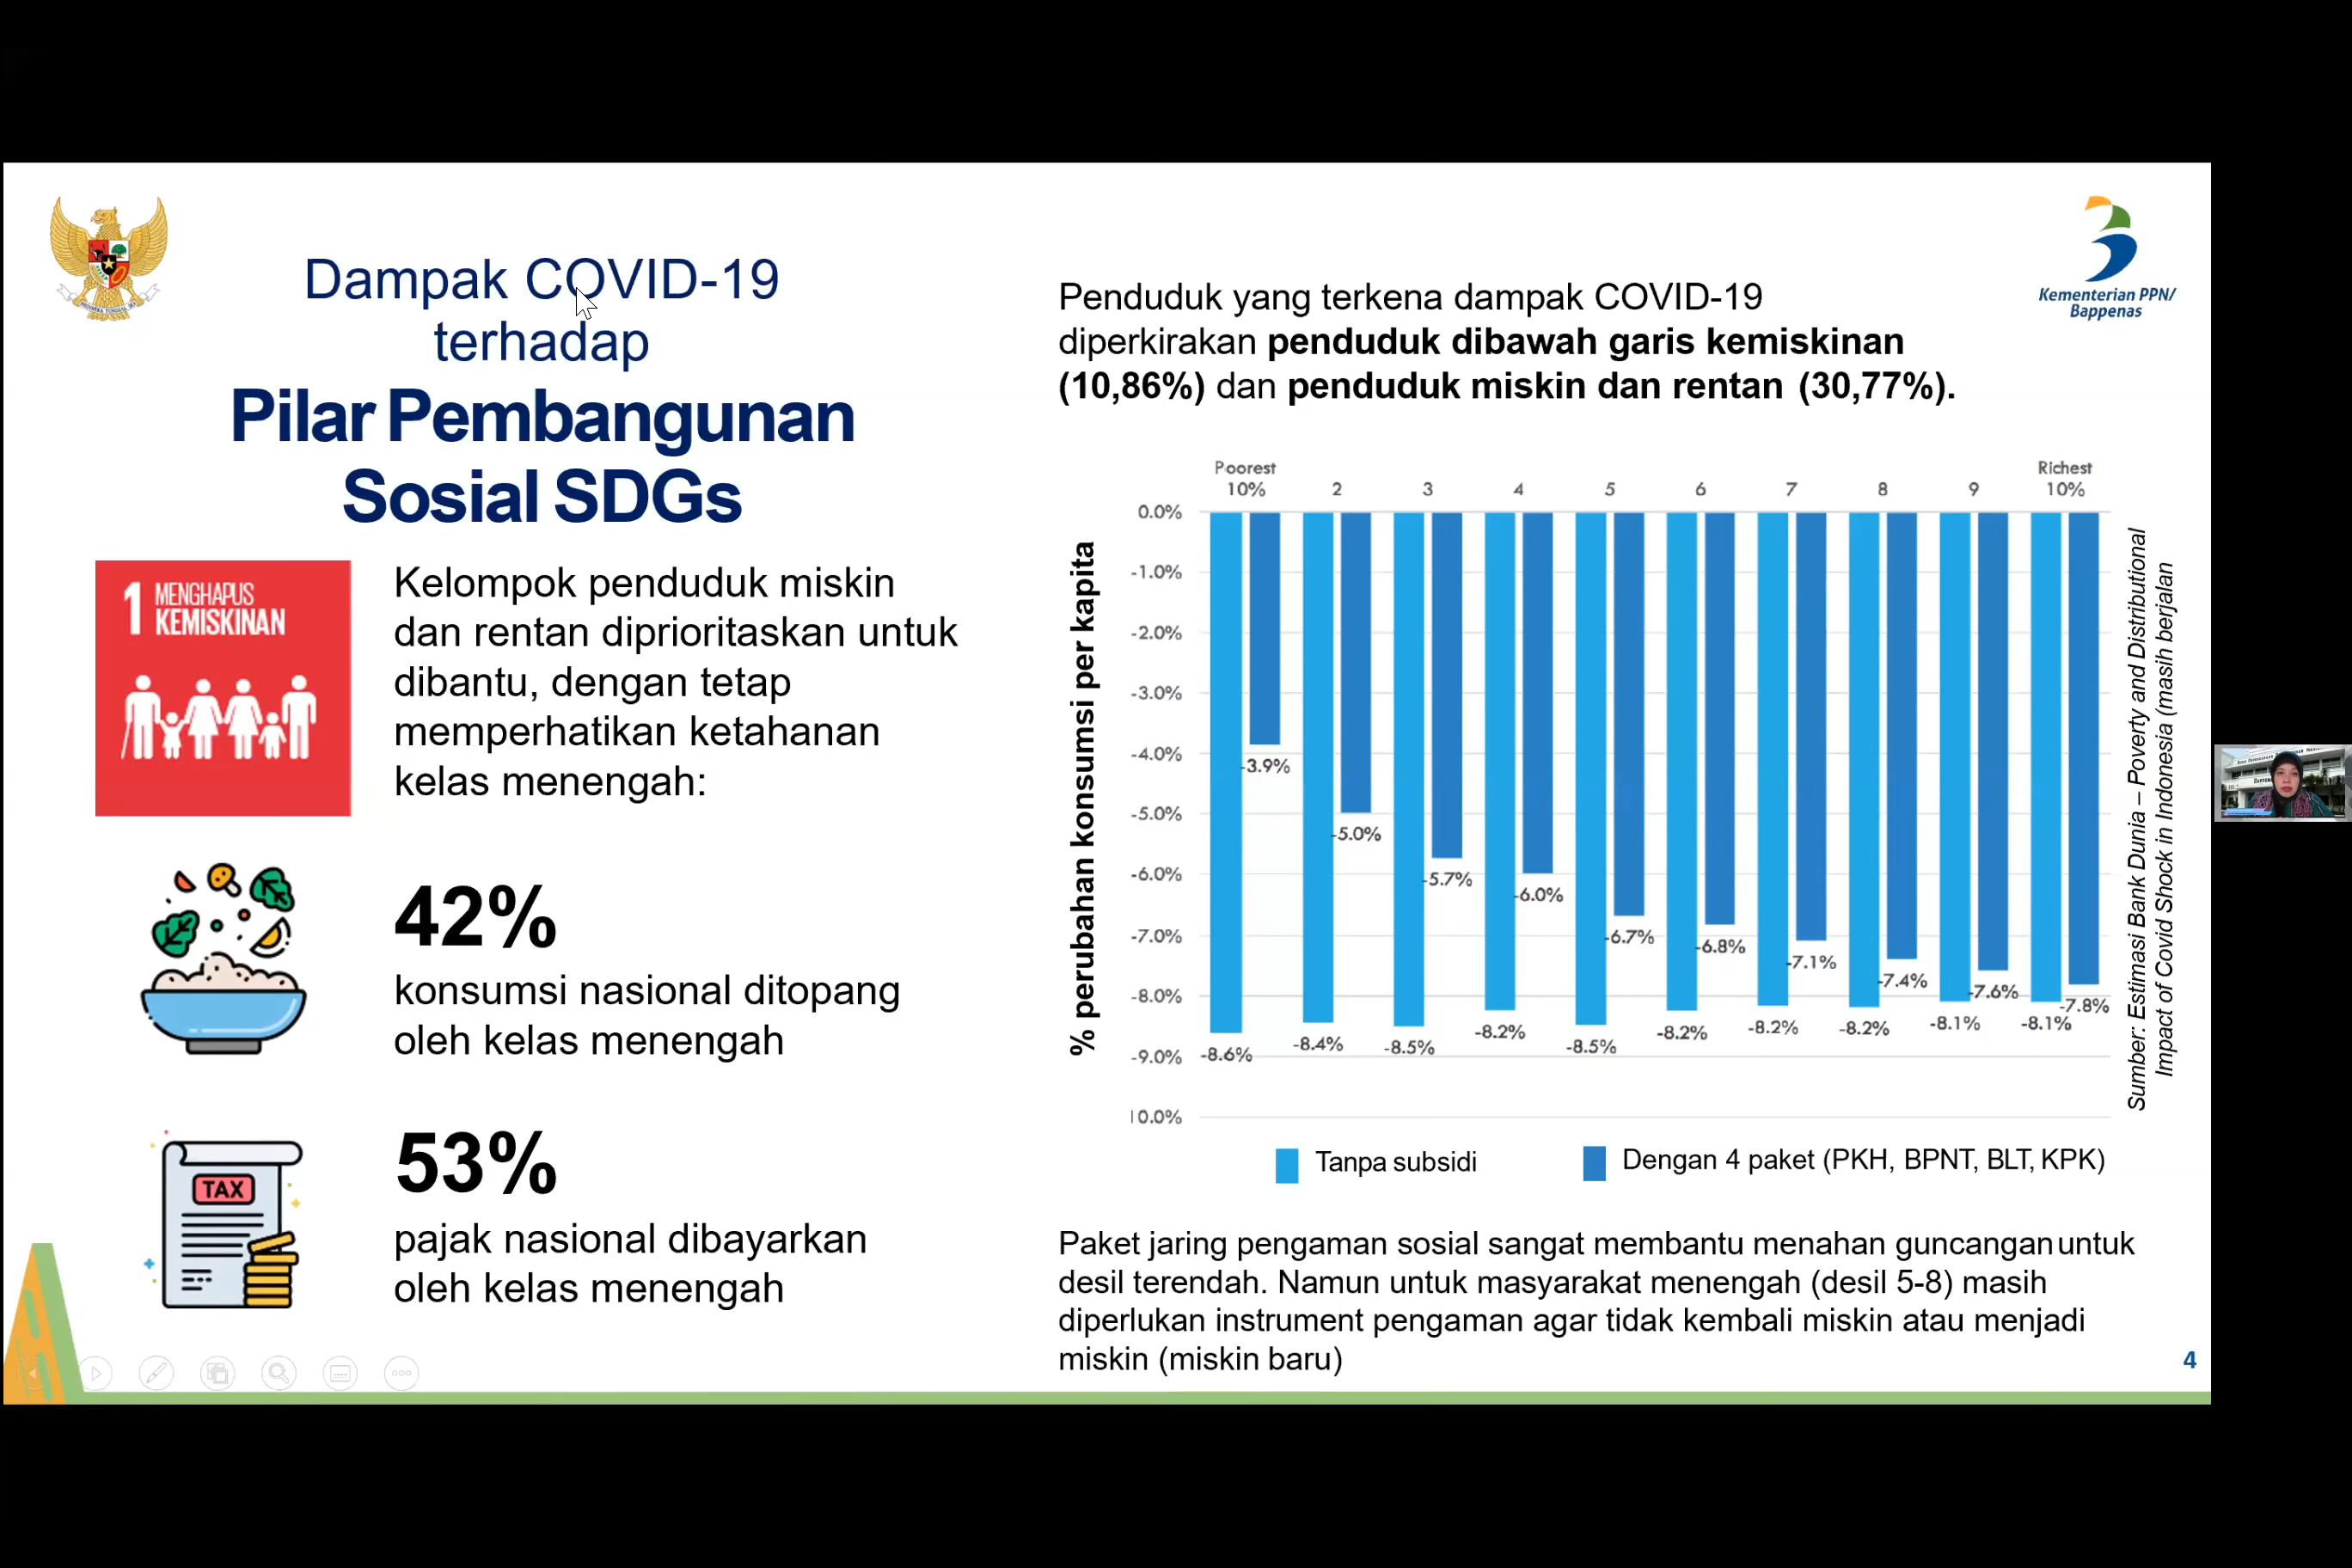 Dampak COVID-19
terhadap
Pilar Pembangunan
Sosial SDGs
1 MENGHAPUS
KEMISKINAN
Kelompok penduduk miskin
dan rentan diprioritaskan untuk
dibantu, dengan tetap
memperhatikan ketahanan
kelas menengah:
42%
konsumsi nasional ditopang
oleh kelas menengah
TAX
53%
pajak nasional dibayarkan
oleh kelas menengah
Kementerian PPN/
Bappenas
Penduduk yang terkena dampak COVID-19
diperkirakan penduduk dibawah garis kemiskinan
(10,86%) dan penduduk miskin dan rentan (30,77%).
Poorest Richest
10% 2 3 4 5 6 7 8 9 10%
% perubahan konsumsi per kapita
0.0%
-1.0%
-2.0%
-3.0%
-4.0%
-5.0%
-6.0%
-7.0%
-8.0%
-9.0%
10.0%
-3.9%
-5.0%
-5.7%
-6.0%
-6.7%
-6.8%
-7.1%
-7.4%
-7.6%
-7.8%
-8.6%
-8.4%
-8.5%
-8.2%
-8.5%
-8.2%
-8.2%
-8.2%
-8.1%
-8.1%
Tanpa subsidi
Dengan 4 paket (PKH, BPNT, BLT, KPK)
Sumber: Estimasi Bank Dunia – Poverty and Distributional
Impact of Covid Shock in Indonesia (masih berjalan
Paket jaring pengaman sosial sangat membantu menahan guncangan untuk
desil terendah. Namun untuk masyarakat menengah (desil 5-8) masih
diperlukan instrument pengaman agar tidak kembali miskin atau menjadi
miskin (miskin baru)
4